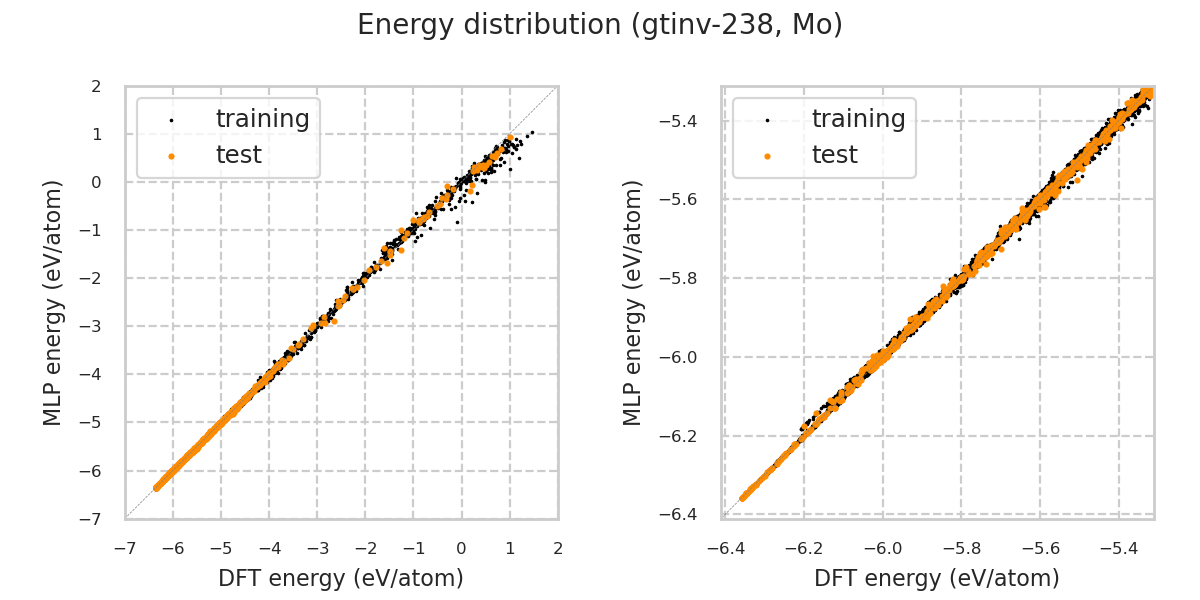 Energy distribution (gtinv-238, Mo)
training
test
2
1
0
−1
−2
−3
−4
−5
−6
−7
MLP energy (eV/atom)
−7 −6 −5 −4 −3 −2 −1 0 1 2
DFT energy (eV/atom)
training
test
−5.4
−5.6
−5.8
−6.0
−6.2
−6.4
MLP energy (eV/atom)
−6.4 −6.2 −6.0 −5.8 −5.6 −5.4
DFT energy (eV/atom)